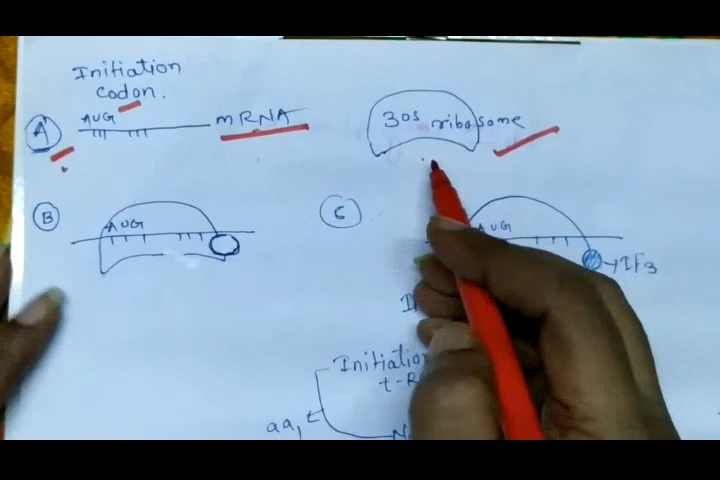 Initiation
codon.
A
AUG
mRNA
30s ribosome
B
AUG
C
AUG
IF3
Initiation
t-R
aa,